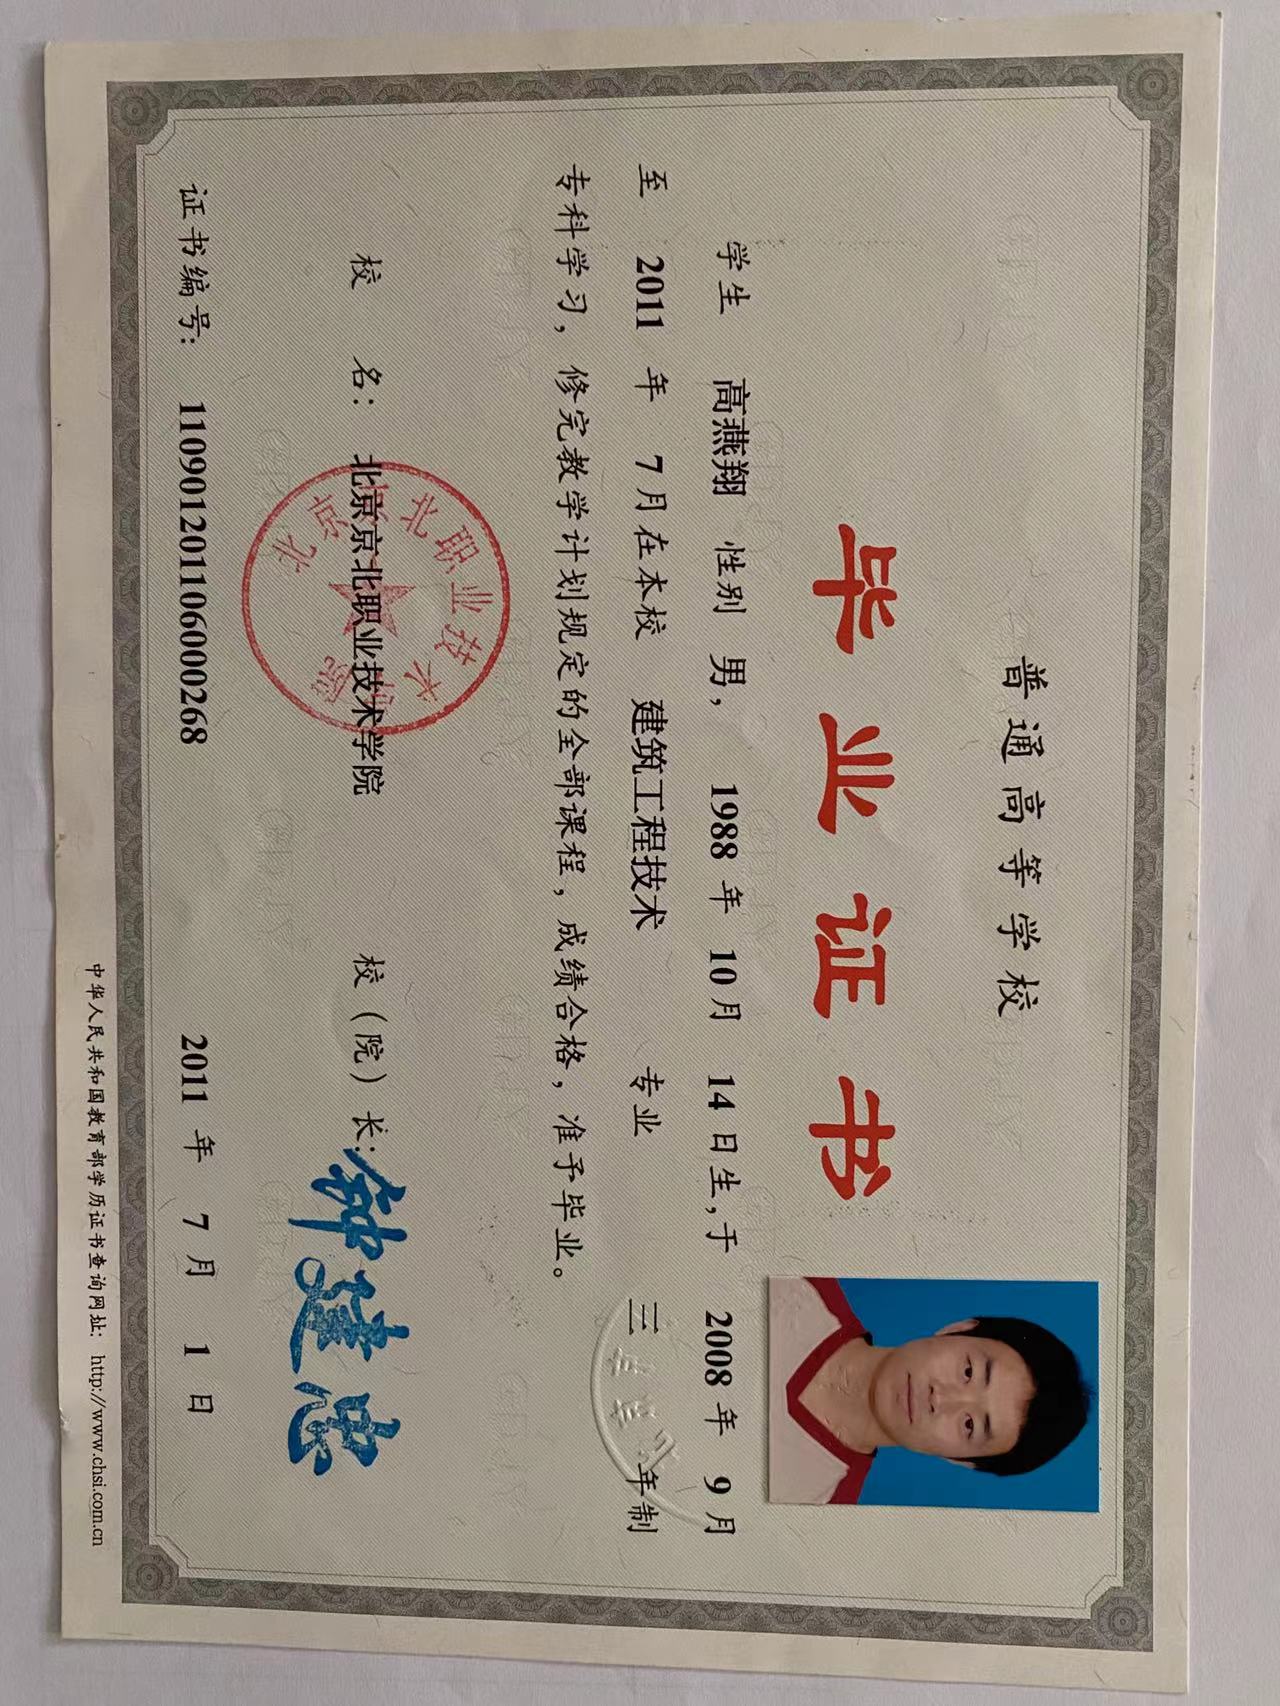 普通高等学校
毕业证书
学生 高燕翔 性别 男， 1988 年 10 月 14 日生，于 2008 年 9 月
至 2011 年 7 月在本校 建筑工程技术 专业 三 年制
专科学习，修完教学计划规定的全部课程，成绩合格，准予毕业。
校 名： 北京京北职业技术学院
校（院）长： 钟建忠
北京京北职业技术学院
证书编号： 110901201106000268
2011 年 7 月 1 日
中华人民共和国教育部学历证书查询网址： http://www.chsi.com.cn